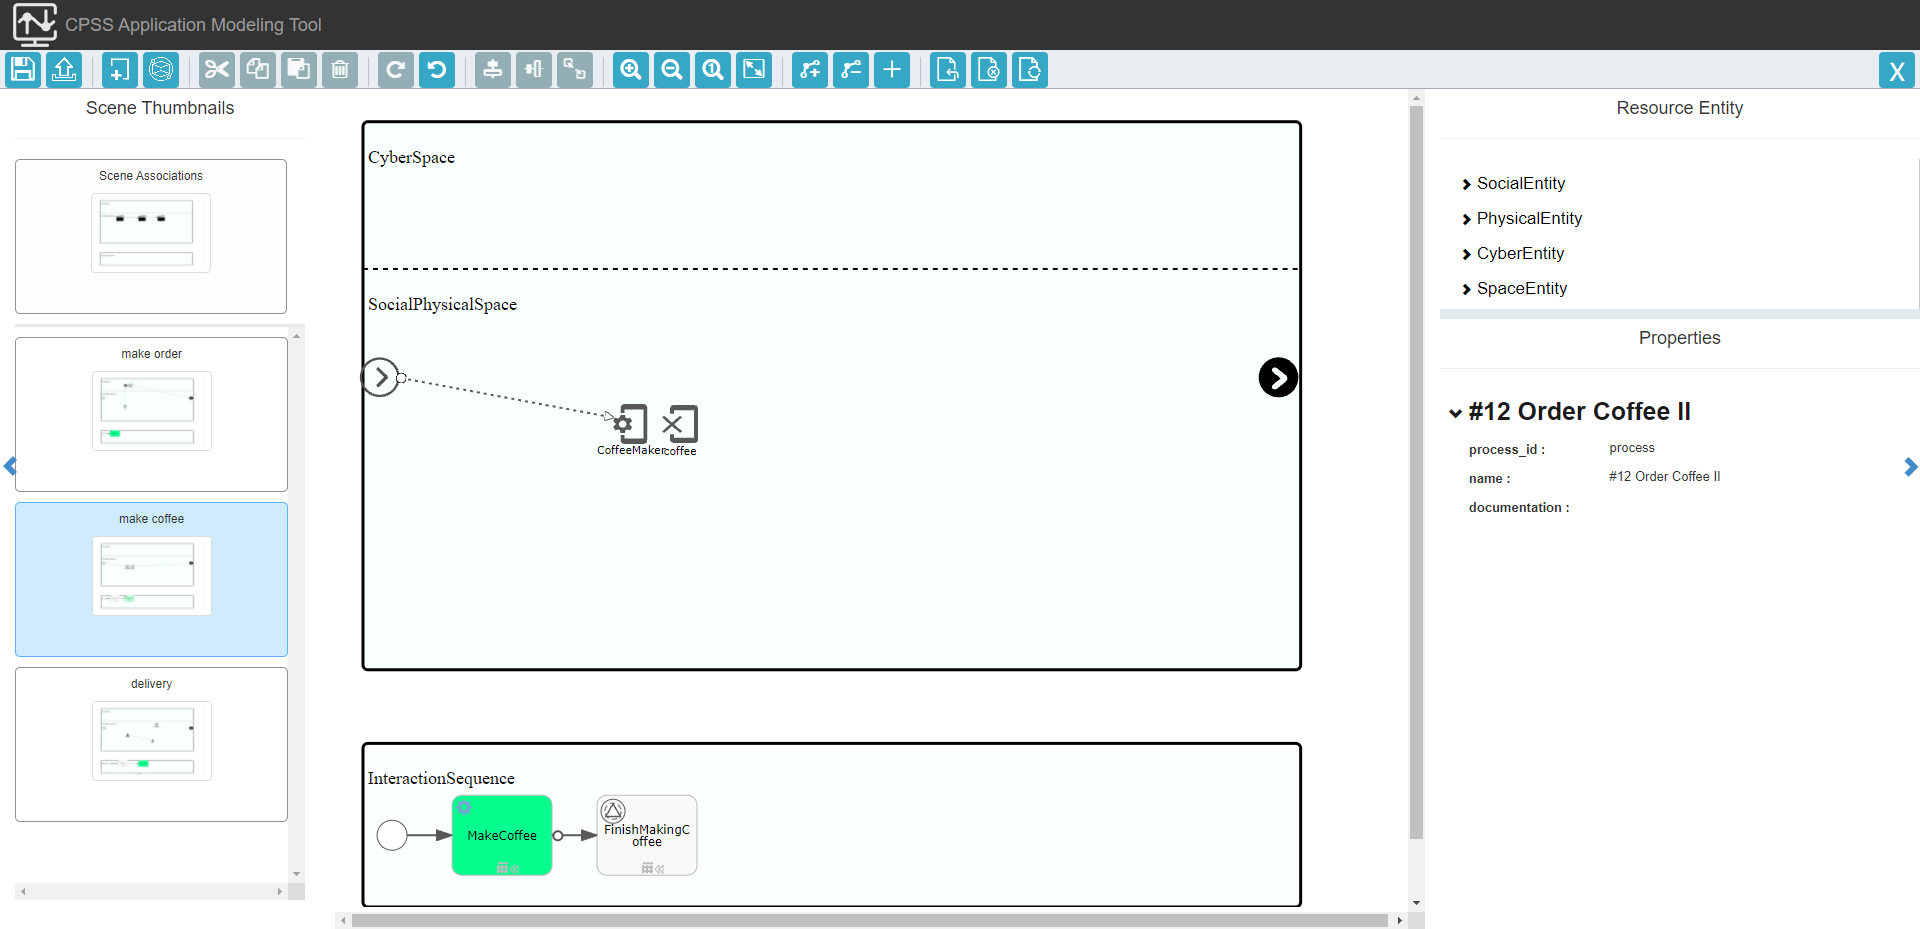 CPSS Application Modeling Tool
X
Scene Thumbnails
Scene Associations
make order
make coffee
delivery
CyberSpace
SocialPhysicalSpace
CoffeeMaker
coffee
InteractionSequence
MakeCoffee
FinishMakingC
offee
Resource Entity
SocialEntity
PhysicalEntity
CyberEntity
SpaceEntity
Properties
#12 Order Coffee II
process_id : process
name : #12 Order Coffee II
documentation :